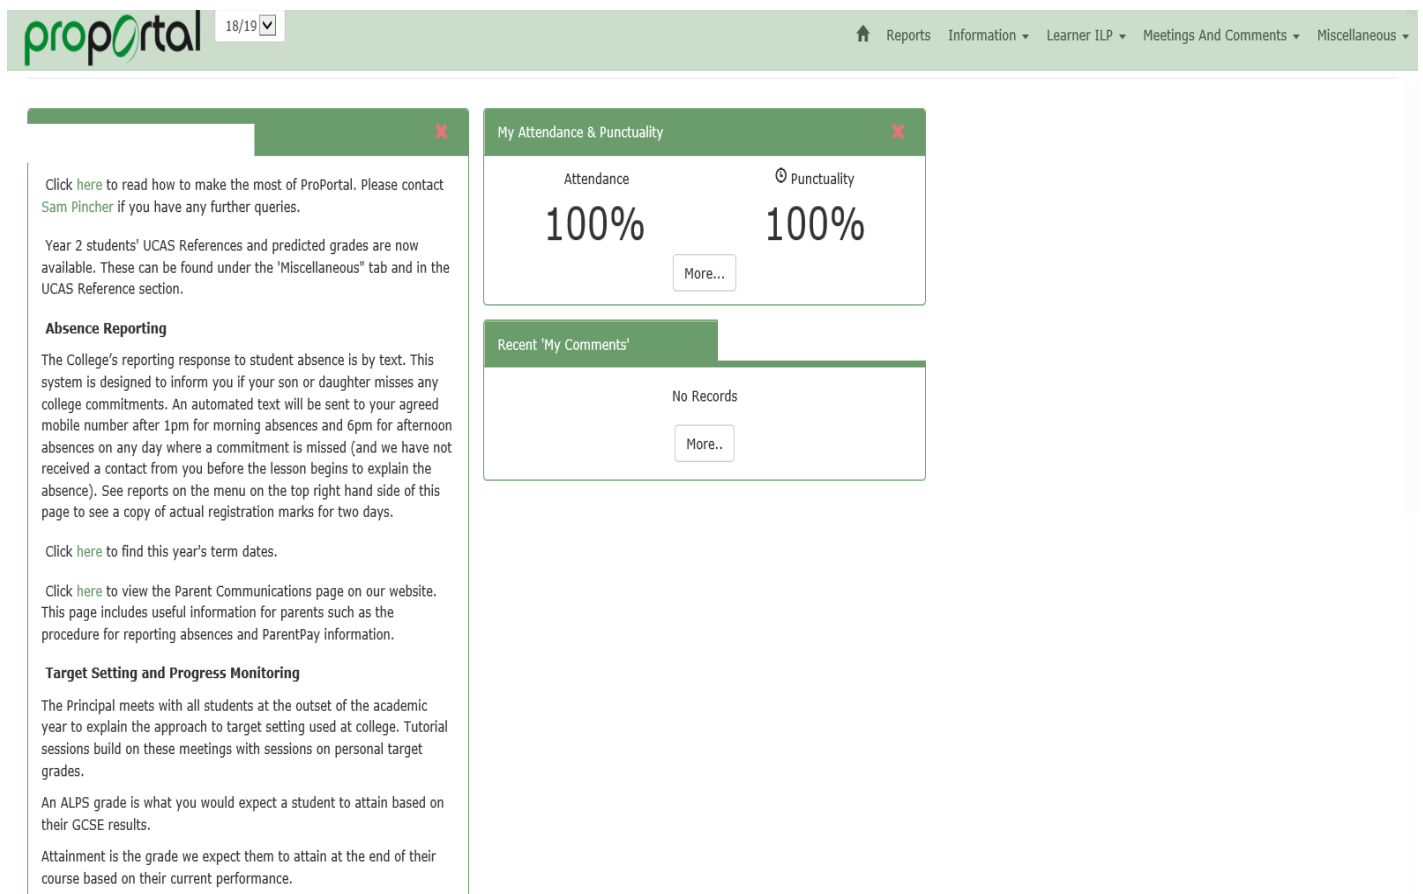 proportal
18/19
Reports Information Learner ILP Meetings And Comments Miscellaneous
Click here to read how to make the most of ProPortal. Please contact
Sam Pincher if you have any further queries.
Year 2 students' UCAS References and predicted grades are now
available. These can be found under the 'Miscellaneous" tab and in the
UCAS Reference section.
Absence Reporting
The College's reporting response to student absence is by text. This
system is designed to inform you if your son or daughter misses any
college commitments. An automated text will be sent to your agreed
mobile number after 1pm for morning absences and 6pm for afternoon
absences on any day where a commitment is missed (and we have not
received a contact from you before the lesson begins to explain the
absence). See reports on the menu on the top right hand side of this
page to see a copy of actual registration marks for two days.
Click here to find this year's term dates.
Click here to view the Parent Communications page on our website.
This page includes useful information for parents such as the
procedure for reporting absences and ParentPay information.
Target Setting and Progress Monitoring
The Principal meets with all students at the outset of the academic
year to explain the approach to target setting used at college. Tutorial
sessions build on these meetings with sessions on personal target
grades.
An ALPS grade is what you would expect a student to attain based on
their GCSE results.
Attainment is the grade we expect them to attain at the end of their
course based on their current performance.
My Attendance & Punctuality
Attendance Punctuality
100% 100%
More...
Recent 'My Comments'
No Records
More..